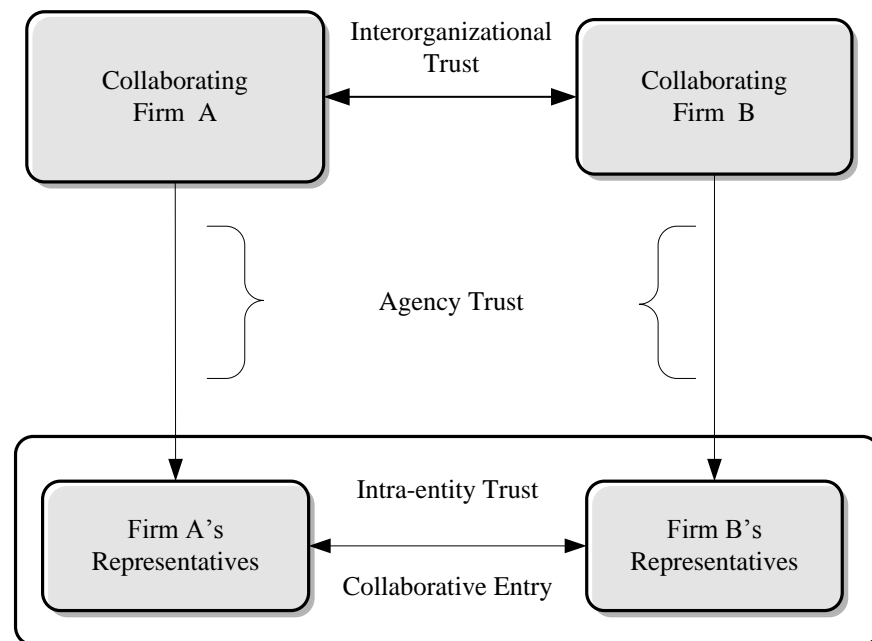 Interorganizational
Trust
Collaborating
Firm A
Collaborating
Firm B
Agency Trust
Intra-entity Trust
Firm A's
Representatives
Firm B's
Representatives
Collaborative Entry